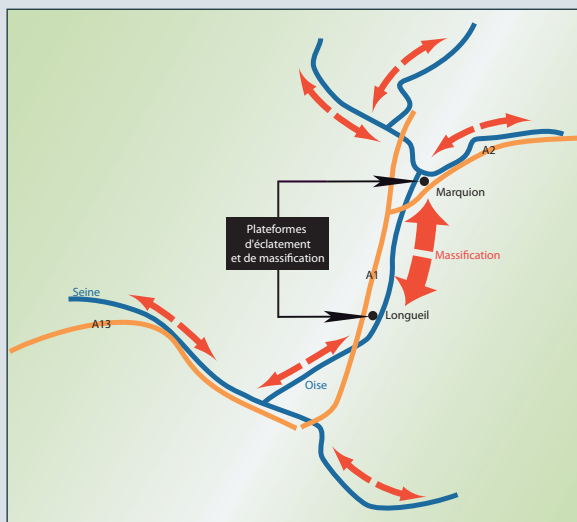 A2
Marquion
Plateformes
d'éclatement
et de massification
Massification
A1
Seine
Longueil
A13
Oise